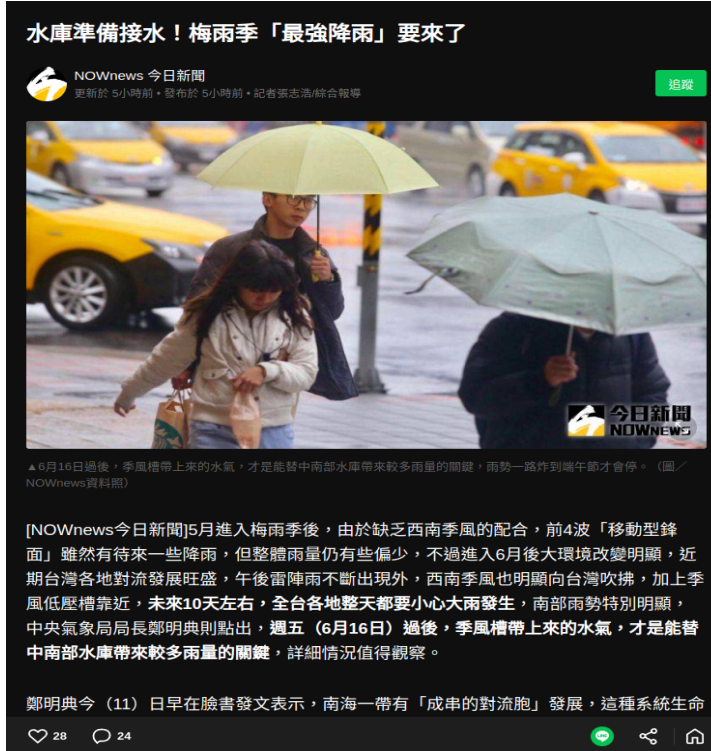 水庫準備接水！梅雨季「最強降雨」要來了
NOWnews 今日新聞
更新於 5小時前 • 發布於 5小時前 • 記者張志浩/綜合報導
追蹤
今日新聞
NOWNEWS
▲6月16日過後，季風槽帶上來的水氣，才是能替中南部水庫帶來較多雨量的關鍵，雨勢一路炸到端午節才會停。（圖／
NOWnews資料照）
[NOWnews今日新聞]5月進入梅雨季後，由於缺乏西南季風的配合，前4波「移動型鋒
面」雖然有待來一些降雨，但整體雨量仍有些偏少，不過進入6月後大環境改變明顯，近
期台灣各地對流發展旺盛，午後雷陣雨不斷出現外，西南季風也明顯向台灣吹拂，加上季
風低壓槽靠近，未來10天左右，全台各地整天都要小心大雨發生，南部雨勢特別明顯，
中央氣象局局長鄭明典則點出，週五（6月16日）過後，季風槽帶上來的水氣，才是能替
中南部水庫帶來較多雨量的關鍵，詳細情況值得觀察。
鄭明典今（11）日早在臉書發文表示，南海一帶有「成串的對流胞」發展，這種系統生命
28
24